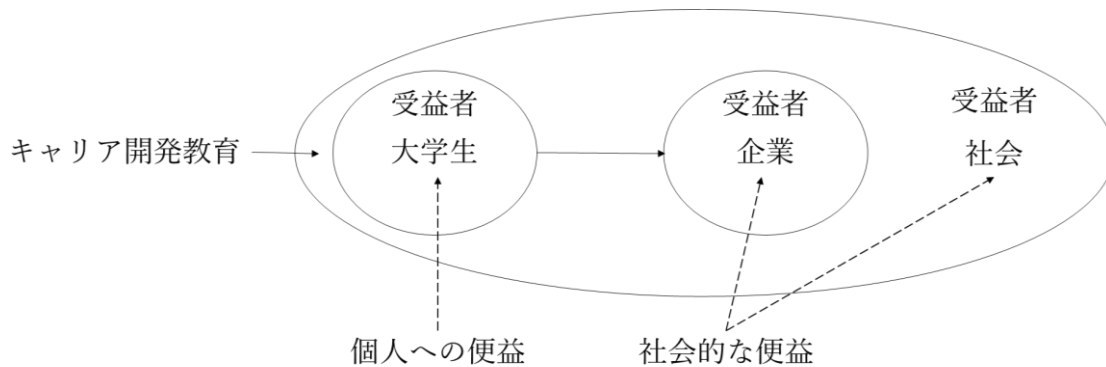 受益者
大学生
受益者
企業
受益者
社会
キャリア開発教育
個人への便益
社会的な便益